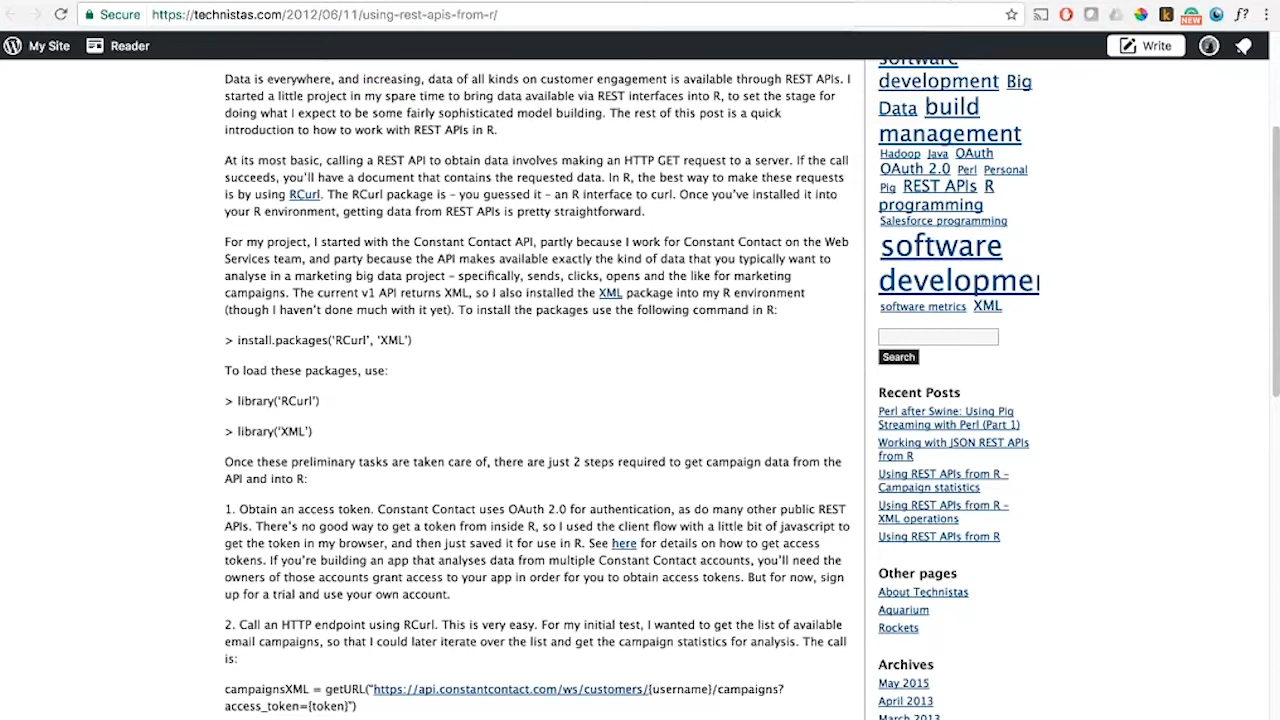 Secure https://technistas.com/2012/06/11/using-rest-apis-from-r/
NEW
f?
My Site Reader Write
Data is everywhere, and increasing, data of all kinds on customer engagement is available through REST APIs. I
started a little project in my spare time to bring data available via REST interfaces into R, to set the stage for
doing what I expect to be some fairly sophisticated model building. The rest of this post is a quick
introduction to how to work with REST APIs in R.
At its most basic, calling a REST API to obtain data involves making an HTTP GET request to a server. If the call
succeeds, you'll have a document that contains the requested data. In R, the best way to make these requests
is by using RCurl. The RCurl package is – you guessed it – an R interface to curl. Once you've installed it into
your R environment, getting data from REST APIs is pretty straightforward.
For my project, I started with the Constant Contact API, partly because I work for Constant Contact on the Web
Services team, and party because the API makes available exactly the kind of data that you typically want to
analyse in a marketing big data project – specifically, sends, clicks, opens and the like for marketing
campaigns. The current v1 API returns XML, so I also installed the XML package into my R environment
(though I haven't done much with it yet). To install the packages use the following command in R:
> install.packages('RCurl', 'XML')
To load these packages, use:
> library('RCurl')
> library('XML')
Once these preliminary tasks are taken care of, there are just 2 steps required to get campaign data from the
API and into R:
1. Obtain an access token. Constant Contact uses OAuth 2.0 for authentication, as do many other public REST
APIs. There's no good way to get a token from inside R, so I used the client flow with a little bit of javascript to
get the token in my browser, and then just saved it for use in R. See here for details on how to get access
tokens. If you're building an app that analyses data from multiple Constant Contact accounts, you'll need the
owners of those accounts grant access to your app in order for you to obtain access tokens. But for now, sign
up for a trial and use your own account.
2. Call an HTTP endpoint using RCurl. This is very easy. For my initial test, I wanted to get the list of available
email campaigns, so that I could later iterate over the list and get the campaign statistics for analysis. The call
is:
campaignsXML = getURL("https://api.constantcontact.com/ws/customers/{username}/campaigns?
access_token={token}")
software
development Big
Data build
management
Hadoop Java OAuth
OAuth 2.0 Perl Personal
Pig REST APIs R
programming
Salesforce programming
software
developmen
software metrics XML
Search
Recent Posts
Perl after Swine: Using Pig
Streaming with Perl (Part 1)
Working with JSON REST APIs
from R
Using REST APIs from R –
Campaign statistics
Using REST APIs from R –
XML operations
Using REST APIs from R
Other pages
About Technistas
Aquarium
Rockets
Archives
May 2015
April 2013
March 2013